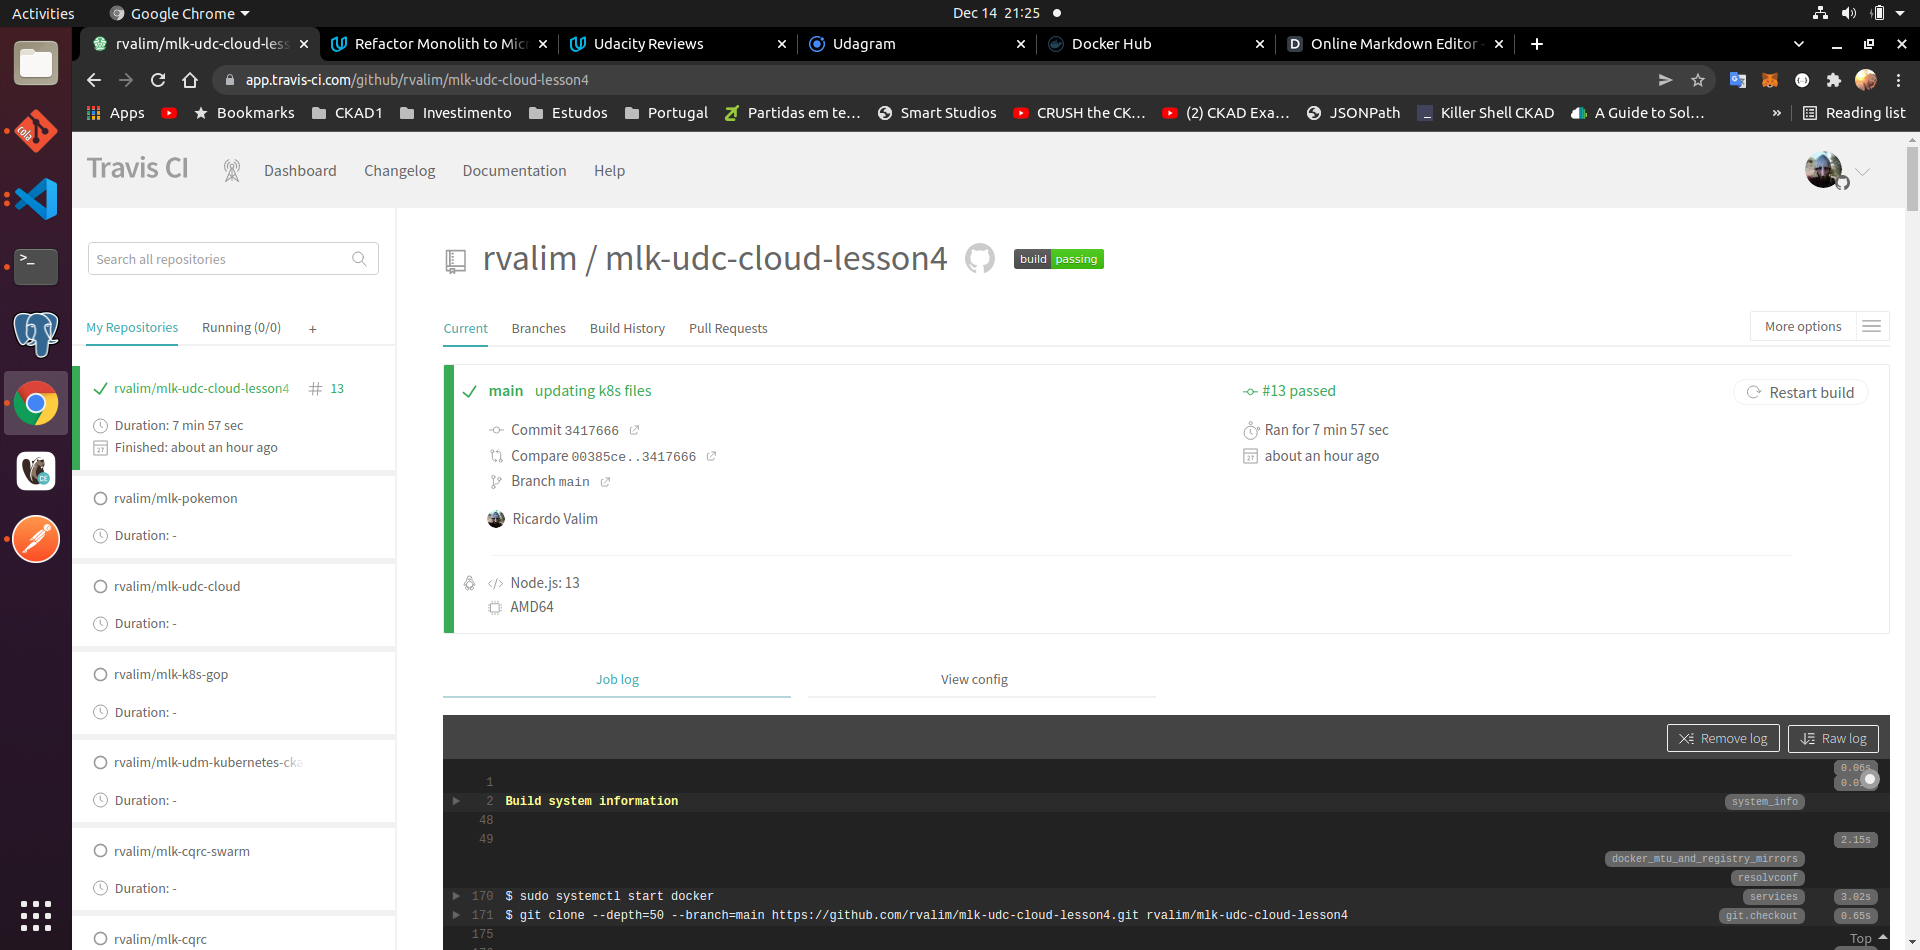 Activities
Google Chrome
Dec 14 21:25
rvalim/mlk-udc-cloud-less
Refactor Monolith to Mic
Udacity Reviews
Udagram
Docker Hub
Online Markdown Editor
app.travis-ci.com/github/rvalim/mlk-udc-cloud-lesson4
Apps
Bookmarks
CKAD1
Investimento
Estudos
Portugal
Partidas em te...
Smart Studios
CRUSH the CK...
(2) CKAD Exa...
JSONPath
Killer Shell CKAD
A Guide to Sol...
»
Reading list
Travis CI
Dashboard
Changelog
Documentation
Help
Search all repositories
My Repositories
Running (0/0)
+
rvalim/mlk-udc-cloud-lesson4
# 13
Duration: 7 min 57 sec
Finished: about an hour ago
rvalim/mlk-pokemon
Duration: -
rvalim/mlk-udc-cloud
Duration: -
rvalim/mlk-k8s-gop
Duration: -
rvalim/mlk-udm-kubernetes-cka
Duration: -
rvalim/mlk-cqrc-swarm
Duration: -
rvalim/mlk-cqrc
rvalim / mlk-udc-cloud-lesson4
build passing
Current
Branches
Build History
Pull Requests
More options
main updating k8s files
Commit 3417666
Compare 00385ce..3417666
Branch main
Ricardo Valim
#13 passed
Ran for 7 min 57 sec
about an hour ago
Restart build
Node.js: 13
AMD64
Job log
View config
Remove log
Raw log
1
0.06s
2 Build system information
system_info
48
49
2.15s
docker_mtu_and_registry_mirrors
resolvconf
170 $ sudo systemctl start docker
services
3.02s
171 $ git clone --depth=50 --branch=main https://github.com/rvalim/mlk-udc-cloud-lesson4.git rvalim/mlk-udc-cloud-lesson4
git.checkout
0.65s
175
Top